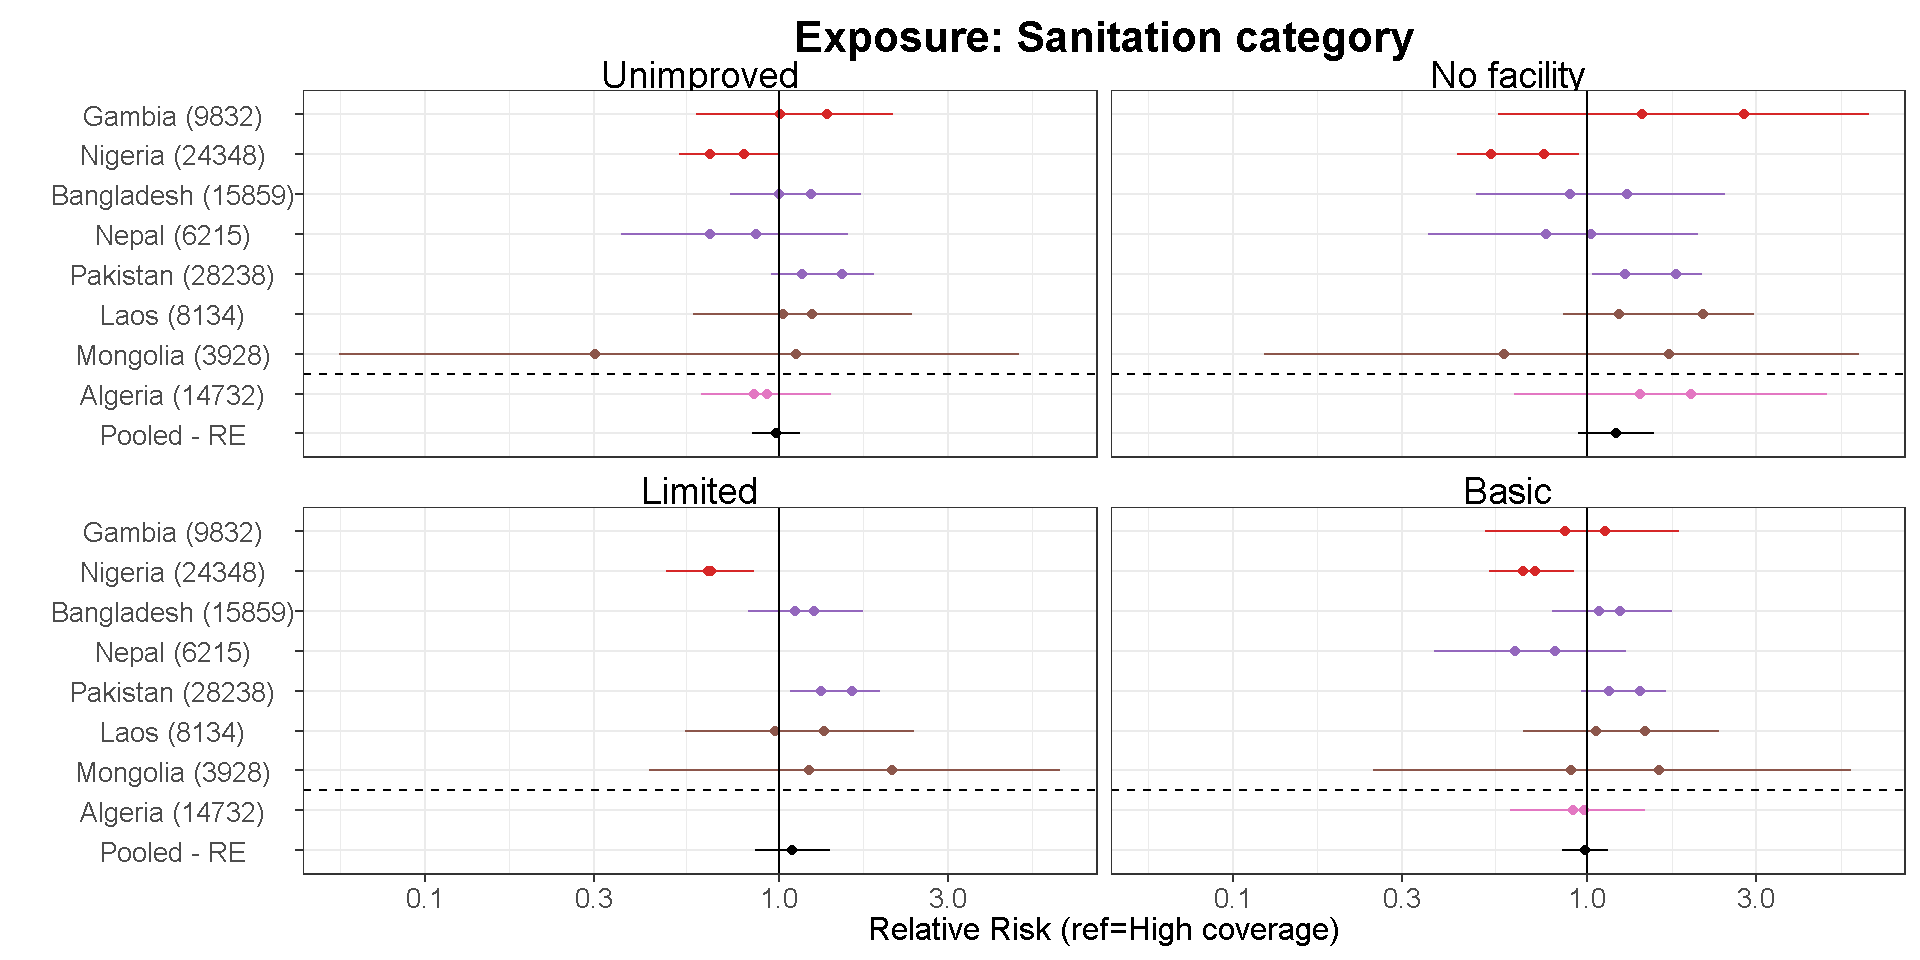 Exposure: Sanitation category
Unimproved
No facility
Gambia (9832)
Nigeria (24348)
Bangladesh (15859)
Nepal (6215)
Pakistan (28238)
Laos (8134)
Mongolia (3928)
Algeria (14732)
Pooled - RE
Limited
Basic
Gambia (9832)
Nigeria (24348)
Bangladesh (15859)
Nepal (6215)
Pakistan (28238)
Laos (8134)
Mongolia (3928)
Algeria (14732)
Pooled - RE
0.1 0.3 1.0 3.0 0.1 0.3 1.0 3.0
Relative Risk (ref=High coverage)